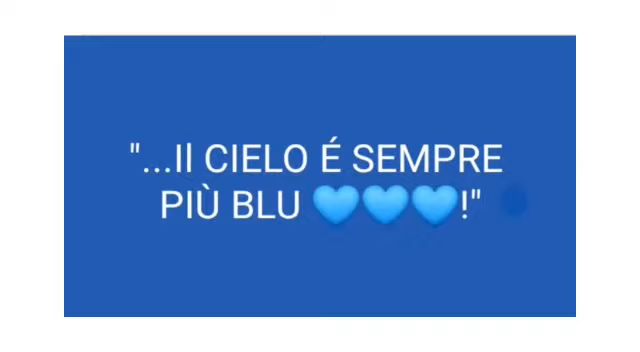 "...Il CIELO É SEMPRE
PIÙ BLU 🩵🩵🩵!"